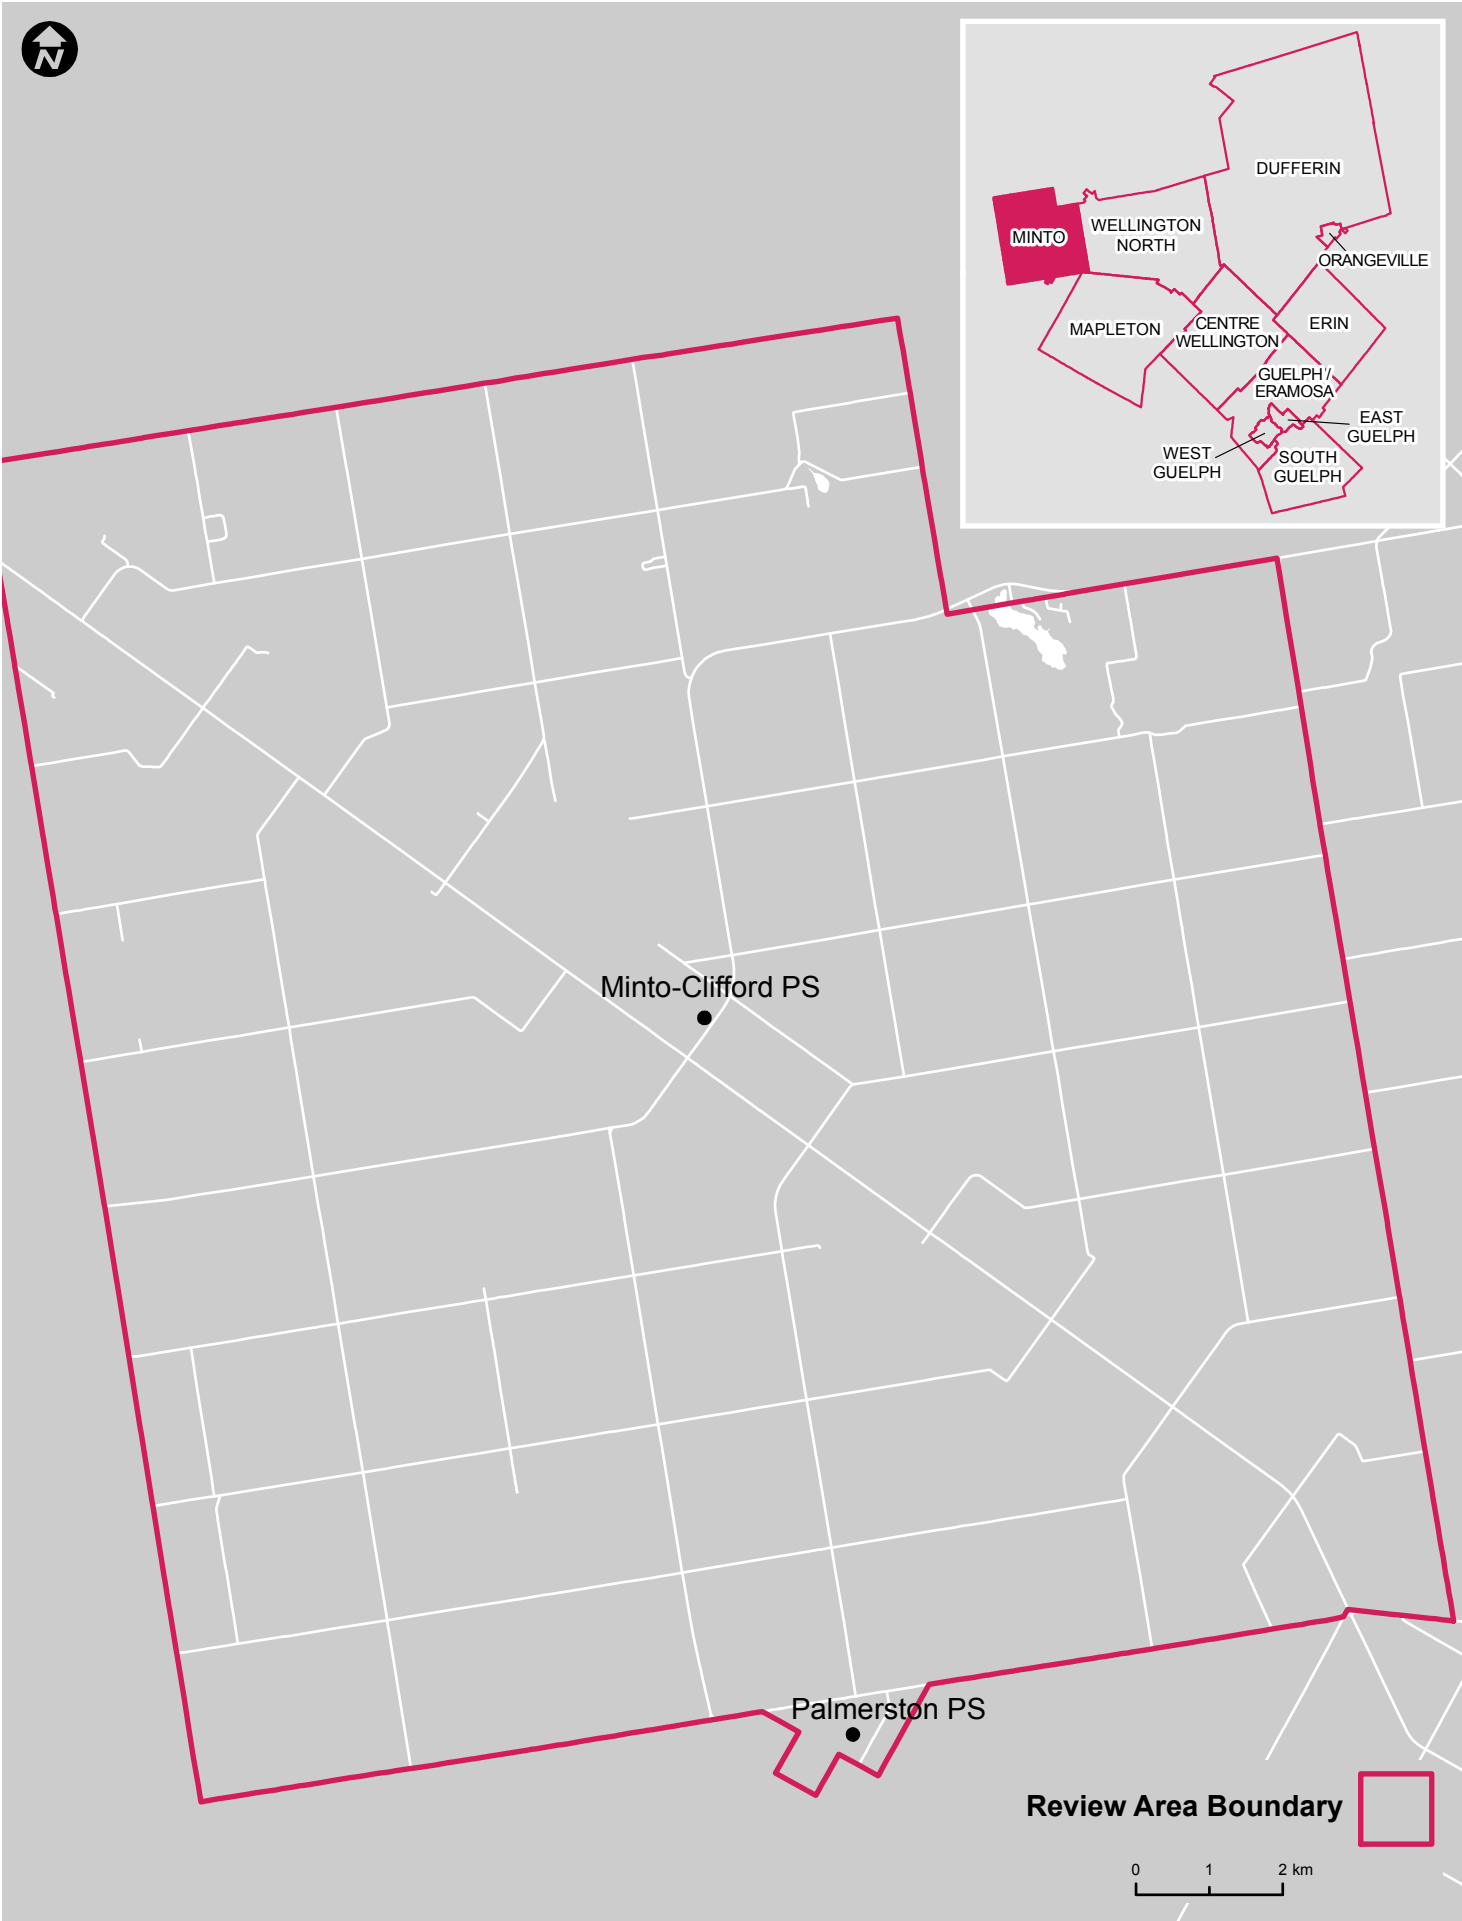 N
DUFFERIN
MINTO
WELLINGTON
NORTH
ORANGEVILLE
MAPLETON
CENTRE
WELLINGTON
ERIN
GUELPH /
ERAMOSA
EAST
GUELPH
WEST
GUELPH
SOUTH
GUELPH
Minto-Clifford PS
Palmerston PS
Review Area Boundary
0 1 2 km